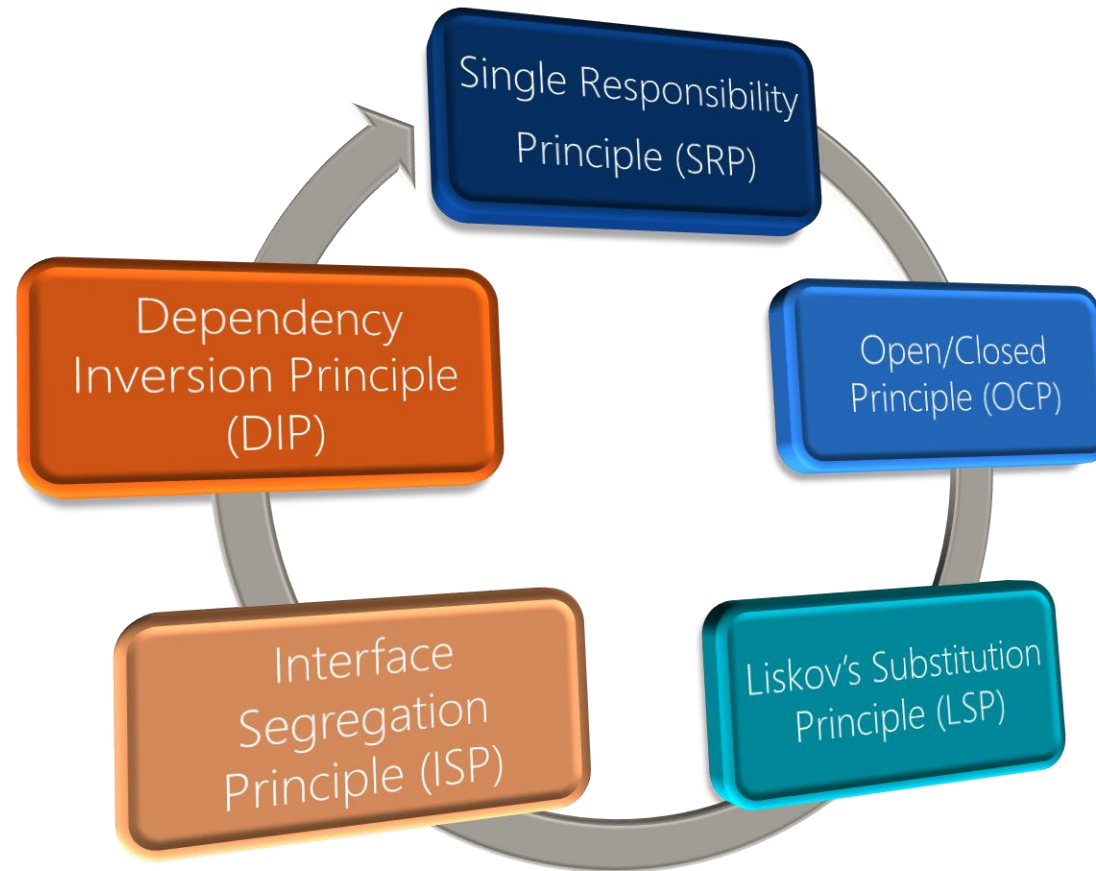 Single Responsibility
Principle (SRP)
Open/Closed
Principle (OCP)
Liskov’s Substitution
Principle (LSP)
Interface
Segregation
Principle (ISP)
Dependency
Inversion Principle
(DIP)